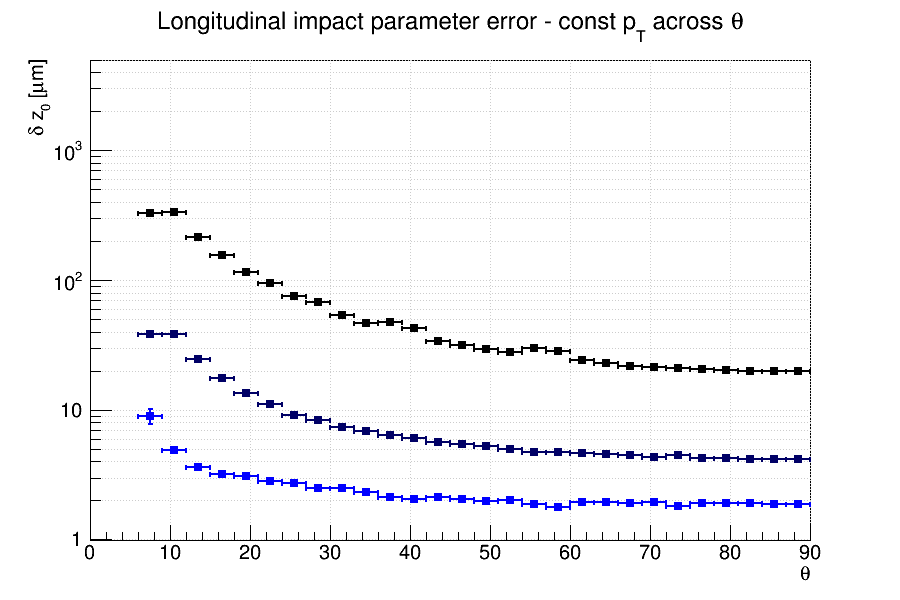 Longitudinal impact parameter error - const p_T across θ
δ z_0 [μm]
10^3
10^2
10
1
0 10 20 30 40 50 60 70 80 90
θ